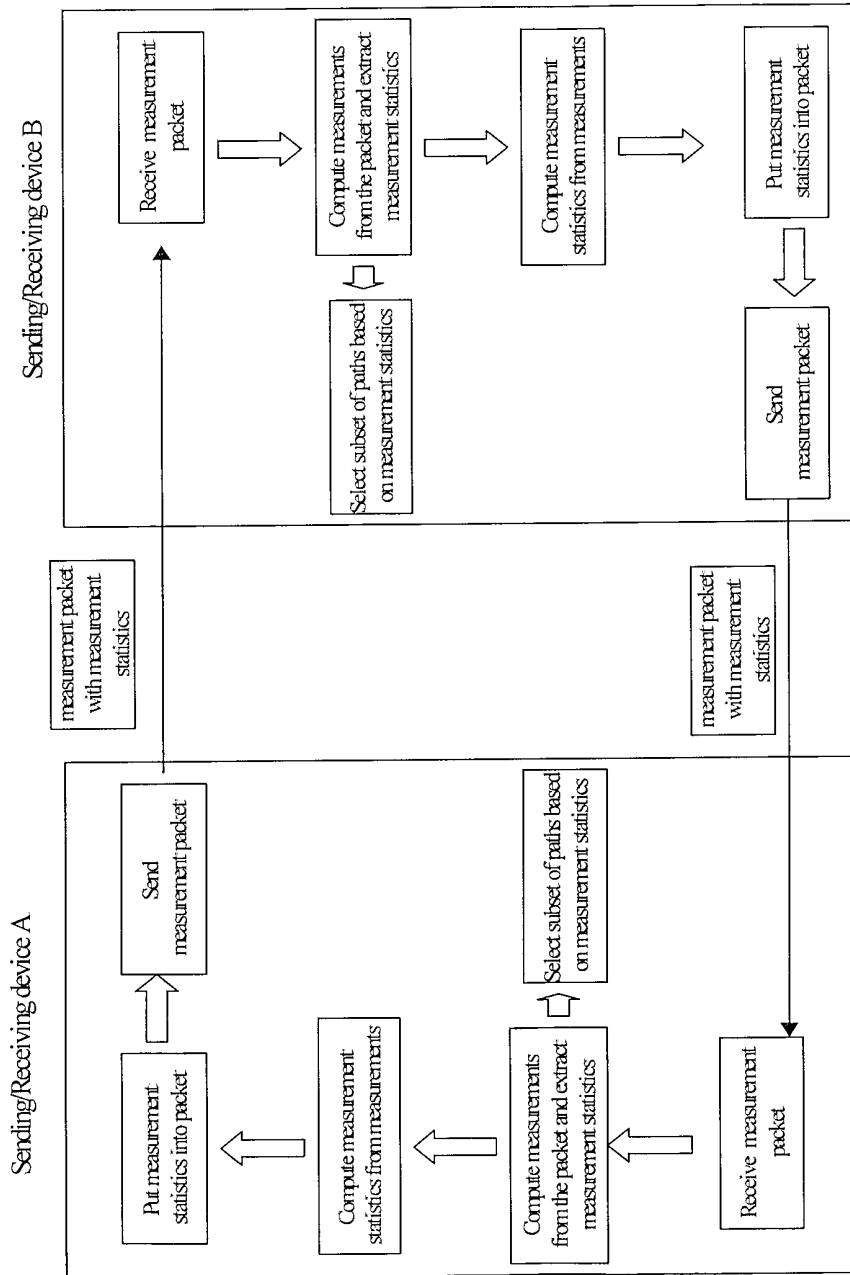 Sending/Receiving device A
Put measurement
statistics into packet
Send
measurement packet
Compute measurement
statistics from measurements
Compute measurements
from the packet and extract
measurement statistics
Select subset of paths based
on measurement statistics
Receive measurement
packet
measurement packet
with measurement
statistics
measurement packet
with measurement
statistics
Sending/Receiving device B
Receive measurement
packet
Compute measurements
from the packet and extract
measurement statistics
Select subset of paths based
on measurement statistics
Compute measurement
statistics from measurements
Put measurement
statistics into packet
Send
measurement packet